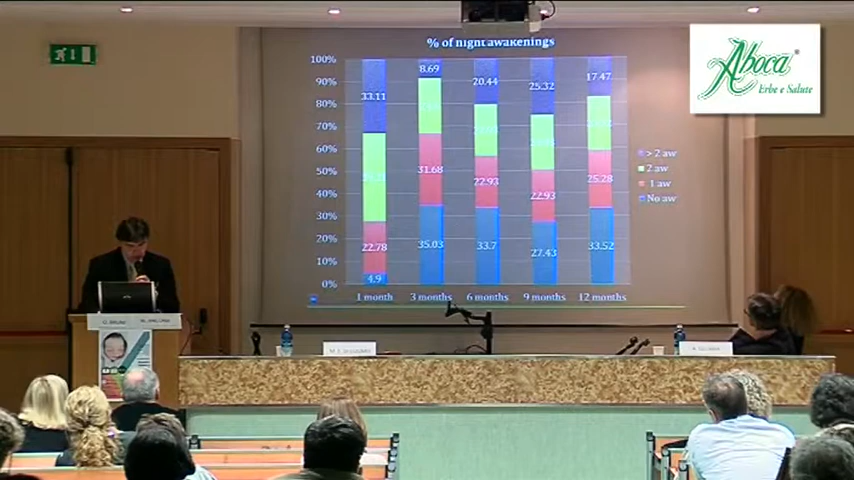 % of night awakenings
Aboca®
Erbe e Salute
100%
90%
80%
70%
60%
50%
40%
30%
20%
10%
0%
33.11 8.69 20.44 25.32 17.47
22.78 31.68 22.93 22.93 25.28
4.9 35.03 33.7 27.43 33.52
1 month 3 months 6 months 9 months 12 months
> 2 aw
2 aw
1 aw
No aw